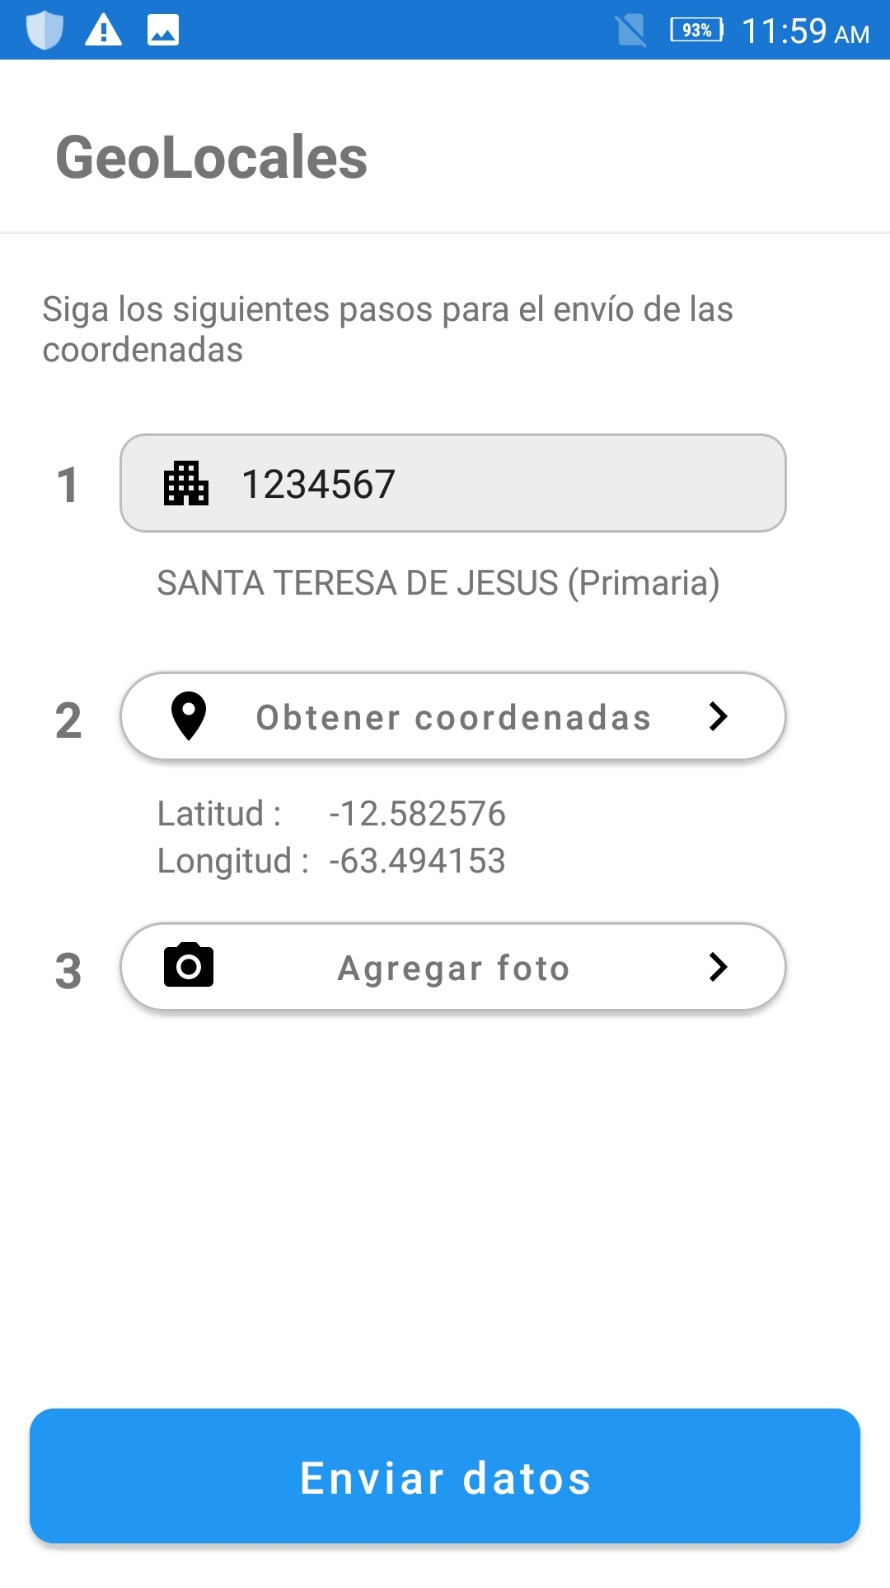 93% 11:59 AM
GeoLocales
Siga los siguientes pasos para el envío de las
coordenadas
1 1234567
SANTA TERESA DE JESUS (Primaria)
2 Obtener coordenadas
Latitud : -12.582576
Longitud : -63.494153
3 Agregar foto
Enviar datos